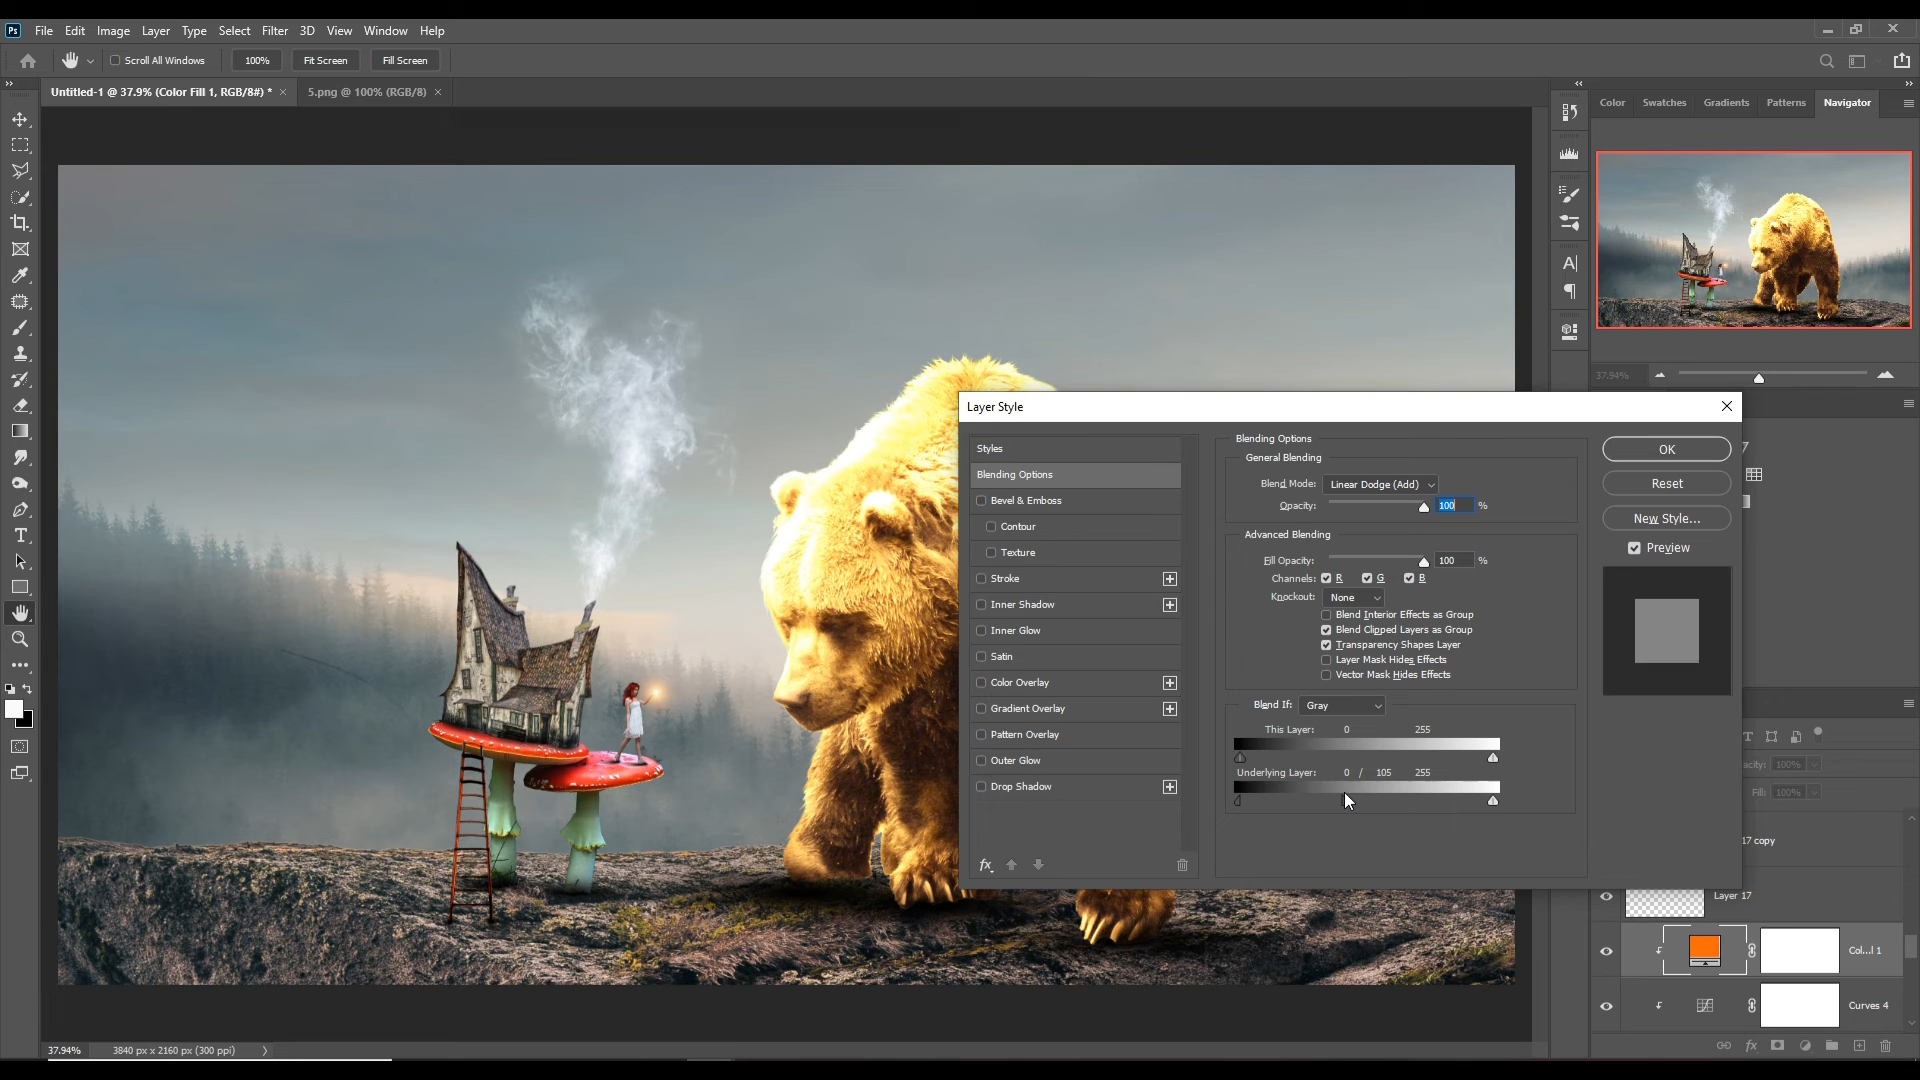 Ps File Edit Image Layer Type Select Filter 3D View Window Help
Scroll All Windows 100% Fit Screen Fill Screen
Untitled-1 @ 37.9% (Color Fill 1, RGB/8#) * × 5.png @ 100% (RGB/8) ×
Color Swatches Gradients Patterns Navigator
37.94%
Layer Style
Styles
Blending Options
Bevel & Emboss
Contour
Texture
Stroke
Inner Shadow
Inner Glow
Satin
Color Overlay
Gradient Overlay
Pattern Overlay
Outer Glow
Drop Shadow
fx
Blending Options
General Blending
Blend Mode: Linear Dodge (Add)
Opacity: 100 %
Advanced Blending
Fill Opacity: 100 %
Channels: R G B
Knockout: None
Blend Interior Effects as Group
Blend Clipped Layers as Group
Transparency Shapes Layer
Layer Mask Hides Effects
Vector Mask Hides Effects
Blend If: Gray
This Layer: 0 255
Underlying Layer: 0 / 105 255
OK
Reset
New Style...
Preview
acity: 100%
Fill: 100%
17 copy
Layer 17
Col...l 1
Curves 4
fx
37.94% 3840 px x 2160 px (300 ppi)